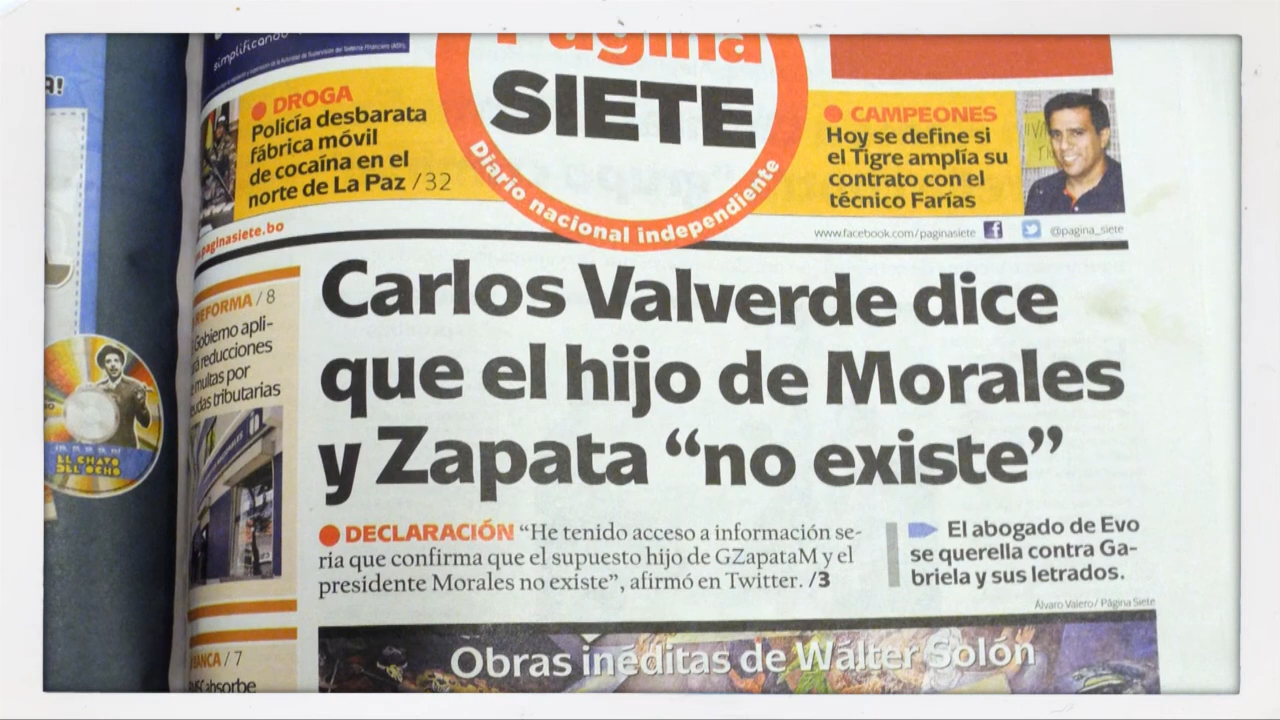 A!
simplificando
Página
SIETE
Diario nacional independiente
DROGA
Policía desbarata
fábrica móvil
de cocaína en el
norte de La Paz /32
CAMPEONES
Hoy se define si
el Tigre amplía su
contrato con el
técnico Farías
paginasiete.bo
www.facebook.com/paginasiete
@pagina_siete
Carlos Valverde dice
que el hijo de Morales
y Zapata “no existe”
DECLARACIÓN “He tenido acceso a información se-
ria que confirma que el supuesto hijo de GZapataM y el
presidente Morales no existe”, afirmó en Twitter. /3
El abogado de Evo
se querella contra Ga-
briela y sus letrados.
Álvaro Valero/ Página Siete
REFORMA / 8
Gobierno apli-
reducciones
multas por
tributarias
EL CHAVO
DEL OCHO
BANCA / 7
absorbe
Obras inéditas de Wálter Solón